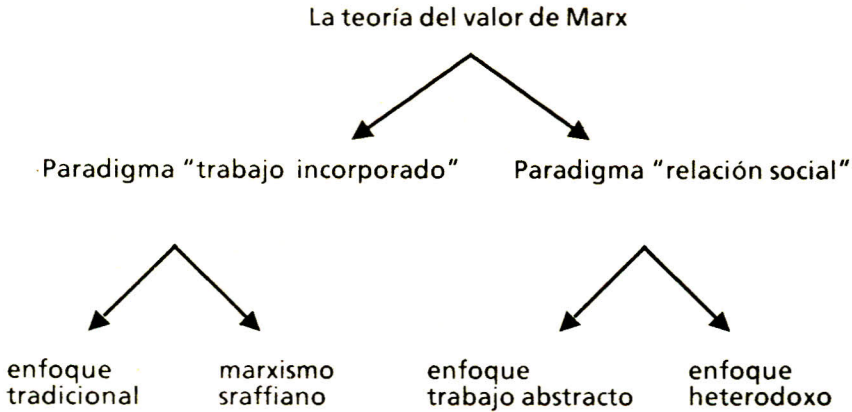 La teoría del valor de Marx
Paradigma "trabajo incorporado"
Paradigma "relación social"
enfoque
tradicional
marxismo
sraffiano
enfoque
trabajo abstracto
enfoque
heterodoxo